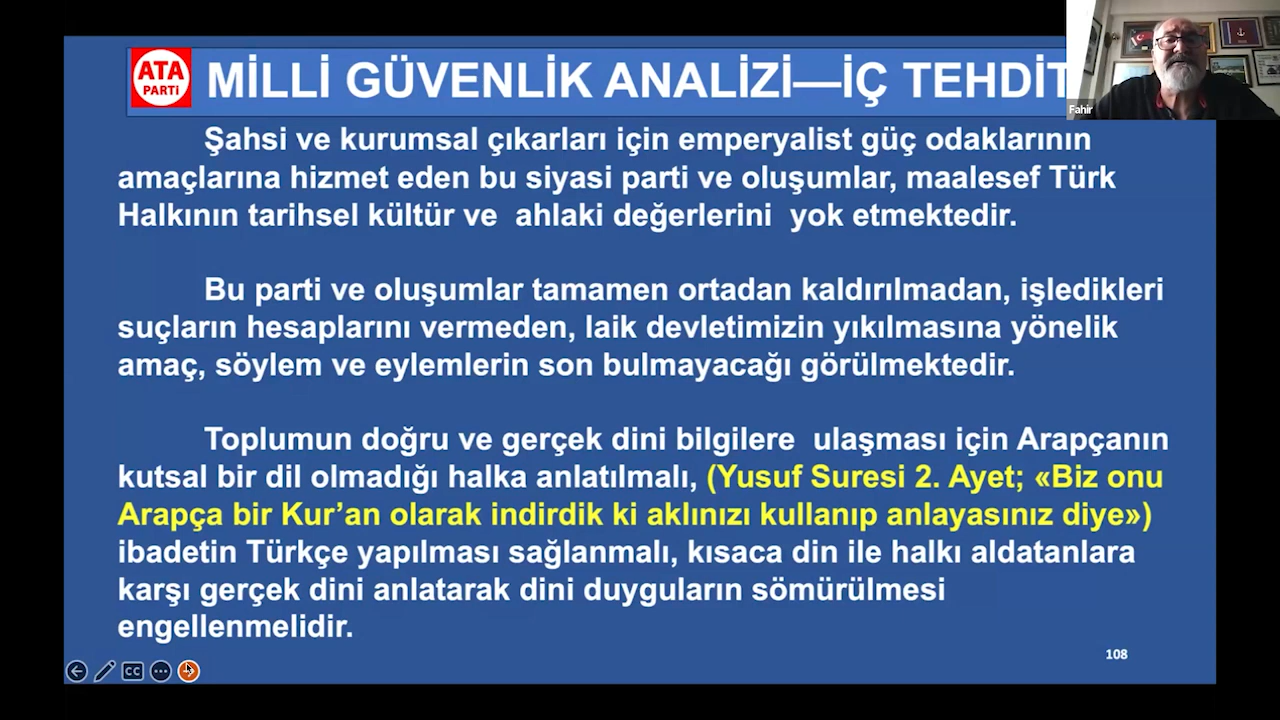 ATA
PARTİ
MİLLİ GÜVENLİK ANALİZİ—İÇ TEHDİT
Fahir
Şahsi ve kurumsal çıkarları için emperyalist güç odaklarının
amaçlarına hizmet eden bu siyasi parti ve oluşumlar, maalesef Türk
Halkının tarihsel kültür ve ahlaki değerlerini yok etmektedir.
Bu parti ve oluşumlar tamamen ortadan kaldırılmadan, işledikleri
suçların hesaplarını vermeden, laik devletimizin yıkılmasına yönelik
amaç, söylem ve eylemlerin son bulmayacağı görülmektedir.
Toplumun doğru ve gerçek dini bilgilere ulaşması için Arapçanın
kutsal bir dil olmadığı halka anlatılmalı, (Yusuf Suresi 2. Ayet; «Biz onu
Arapça bir Kur’an olarak indirdik ki aklınızı kullanıp anlayasınız diye»)
ibadetin Türkçe yapılması sağlanmalı, kısaca din ile halkı aldatanlara
karşı gerçek dini anlatarak dini duyguların sömürülmesi
engellenmelidir.
108
CC